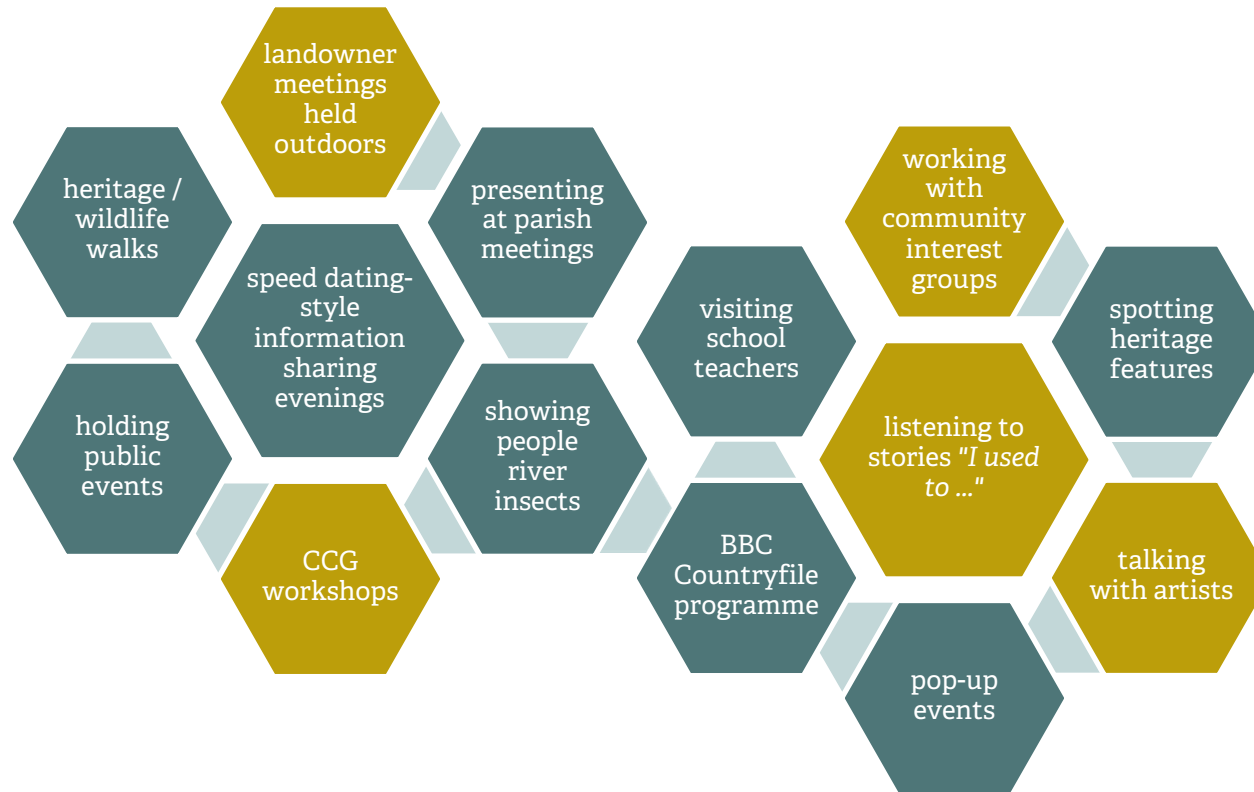 landowner
meetings
held
outdoors
heritage /
wildlife
walks
presenting
at parish
meetings
speed dating-
style
information
sharing
evenings
holding
public
events
showing
people
river
insects
CCG
workshops
working
with
community
interest
groups
visiting
school
teachers
spotting
heritage
features
listening to
stories "I used
to ..."
BBC
Countryfile
programme
talking
with artists
pop-up
events